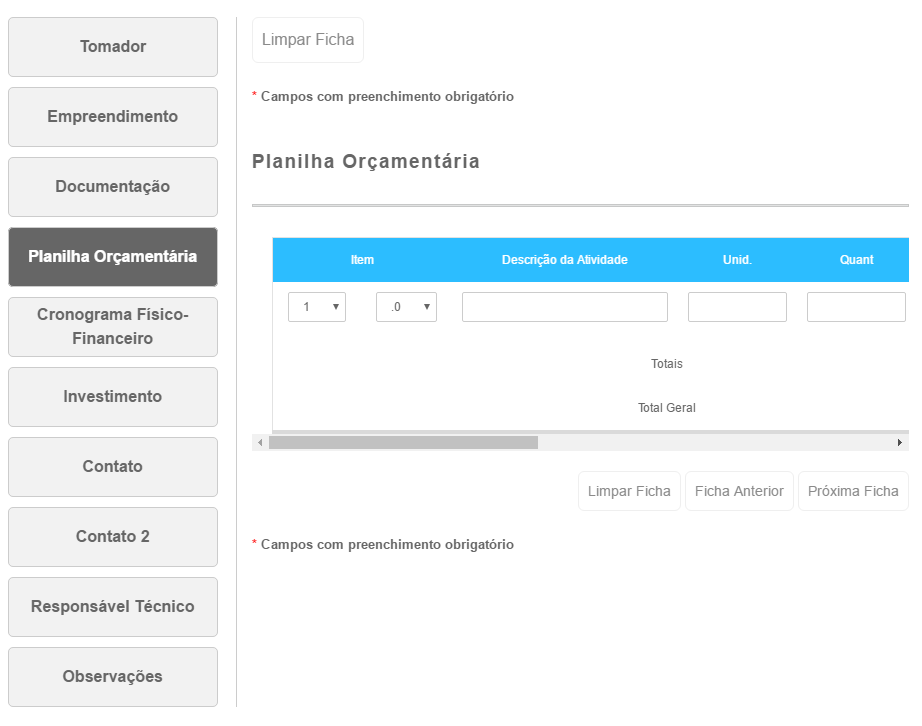 Tomador
Empreendimento
Documentação
Planilha Orçamentária
Cronograma Físico-
Financeiro
Investimento
Contato
Contato 2
Responsável Técnico
Observações
Limpar Ficha
* Campos com preenchimento obrigatório
Planilha Orçamentária
Item Descrição da Atividade Unid. Quant
1 .0
Totais
Total Geral
Limpar Ficha Ficha Anterior Próxima Ficha
* Campos com preenchimento obrigatório